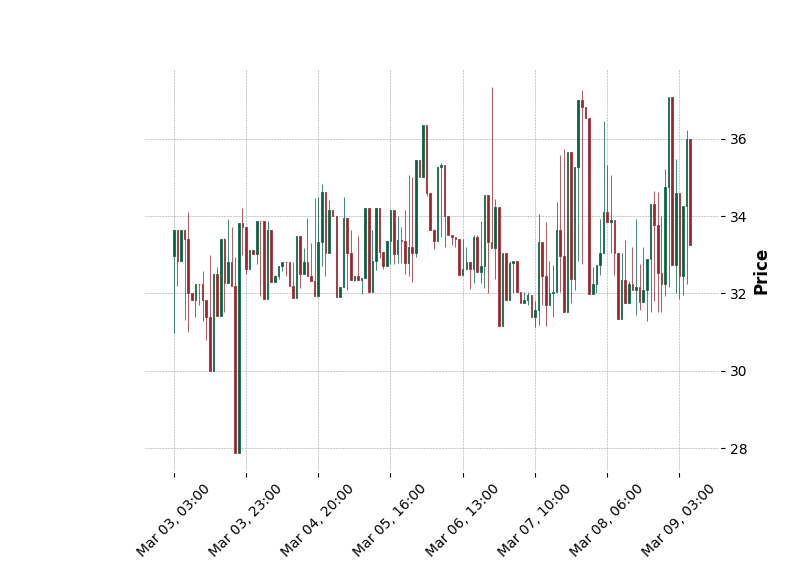 36
34
32
30
28
Price
Mar 03, 03:00
Mar 03, 23:00
Mar 04, 20:00
Mar 05, 16:00
Mar 06, 13:00
Mar 07, 10:00
Mar 08, 06:00
Mar 09, 03:00